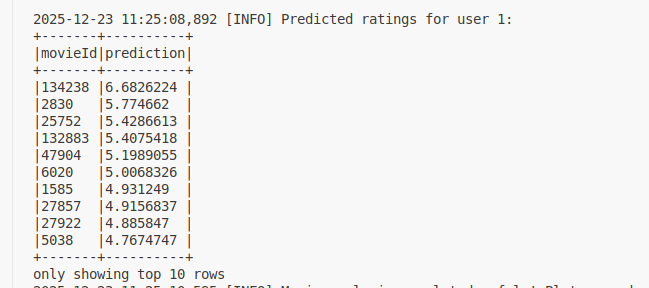 2025-12-23 11:25:08,892 [INFO] Predicted ratings for user 1:
+-------+----------+
|movieId|prediction|
+-------+----------+
|134238 |6.6826224 |
|2830   |5.774662  |
|25752  |5.4286613 |
|132883 |5.4075418 |
|47904  |5.1989055 |
|6020   |5.0068326 |
|1585   |4.931249  |
|27857  |4.9156837 |
|27922  |4.885847  |
|5038   |4.7674747 |
+-------+----------+
only showing top 10 rows